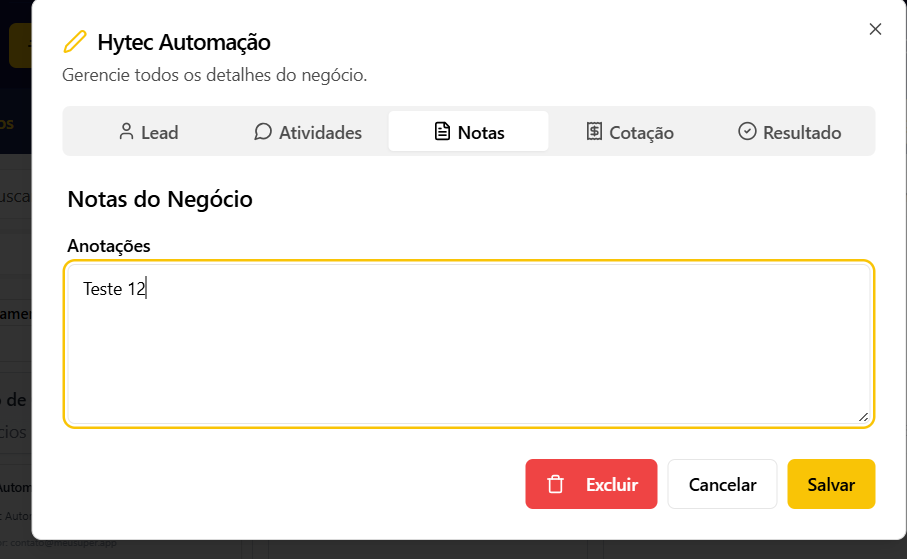 Hytec Automação
Gerencie todos os detalhes do negócio.
Lead Atividades Notas Cotação Resultado
Notas do Negócio
Anotações
Teste 12
Excluir Cancelar Salvar